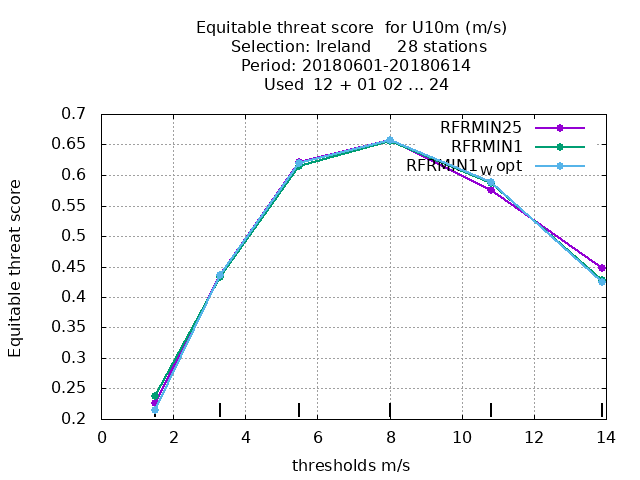 Equitable threat score  for U10m (m/s)
Selection: Ireland     28 stations
Period: 20180601-20180614
Used  12 + 01 02 ... 24
RFRMIN25
RFRMIN1
RFRMIN1W opt
0.7
0.65
0.6
0.55
0.5
0.45
0.4
0.35
0.3
0.25
0.2
Equitable threat score
0 2 4 6 8 10 12 14
thresholds m/s